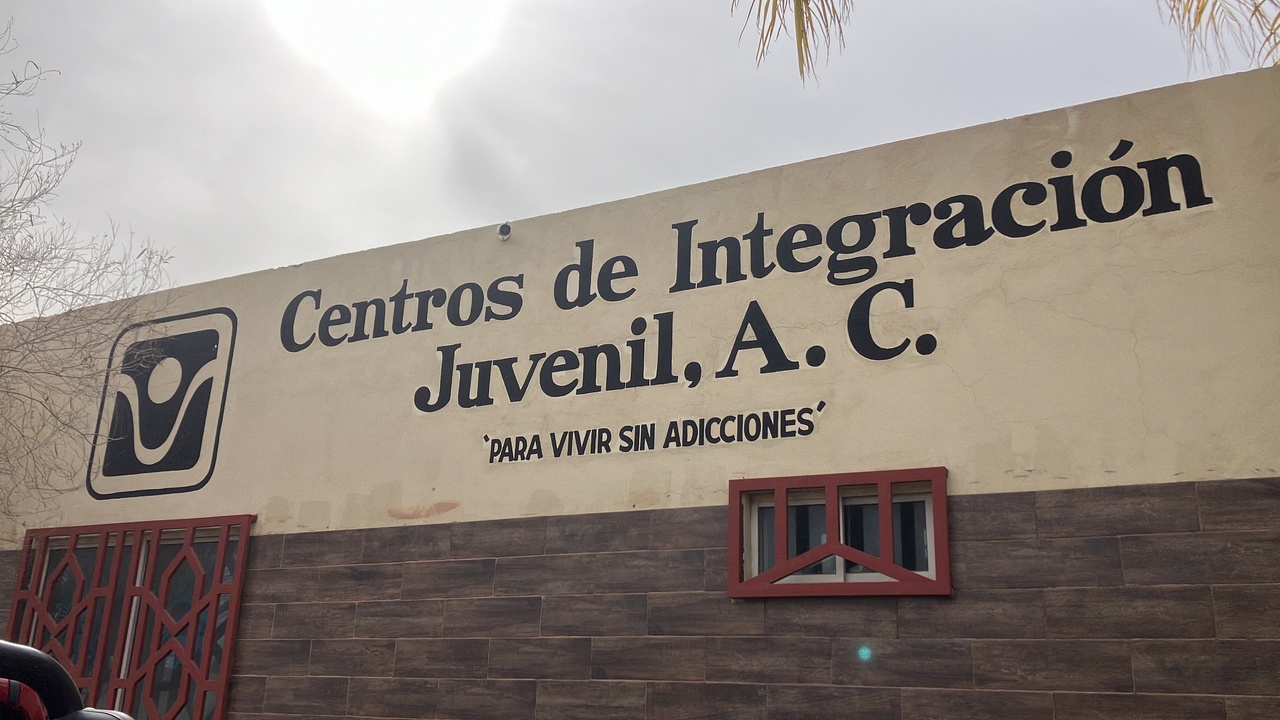 Centros de Integración
Juvenil, A. C.
'PARA VIVIR SIN ADICCIONES'